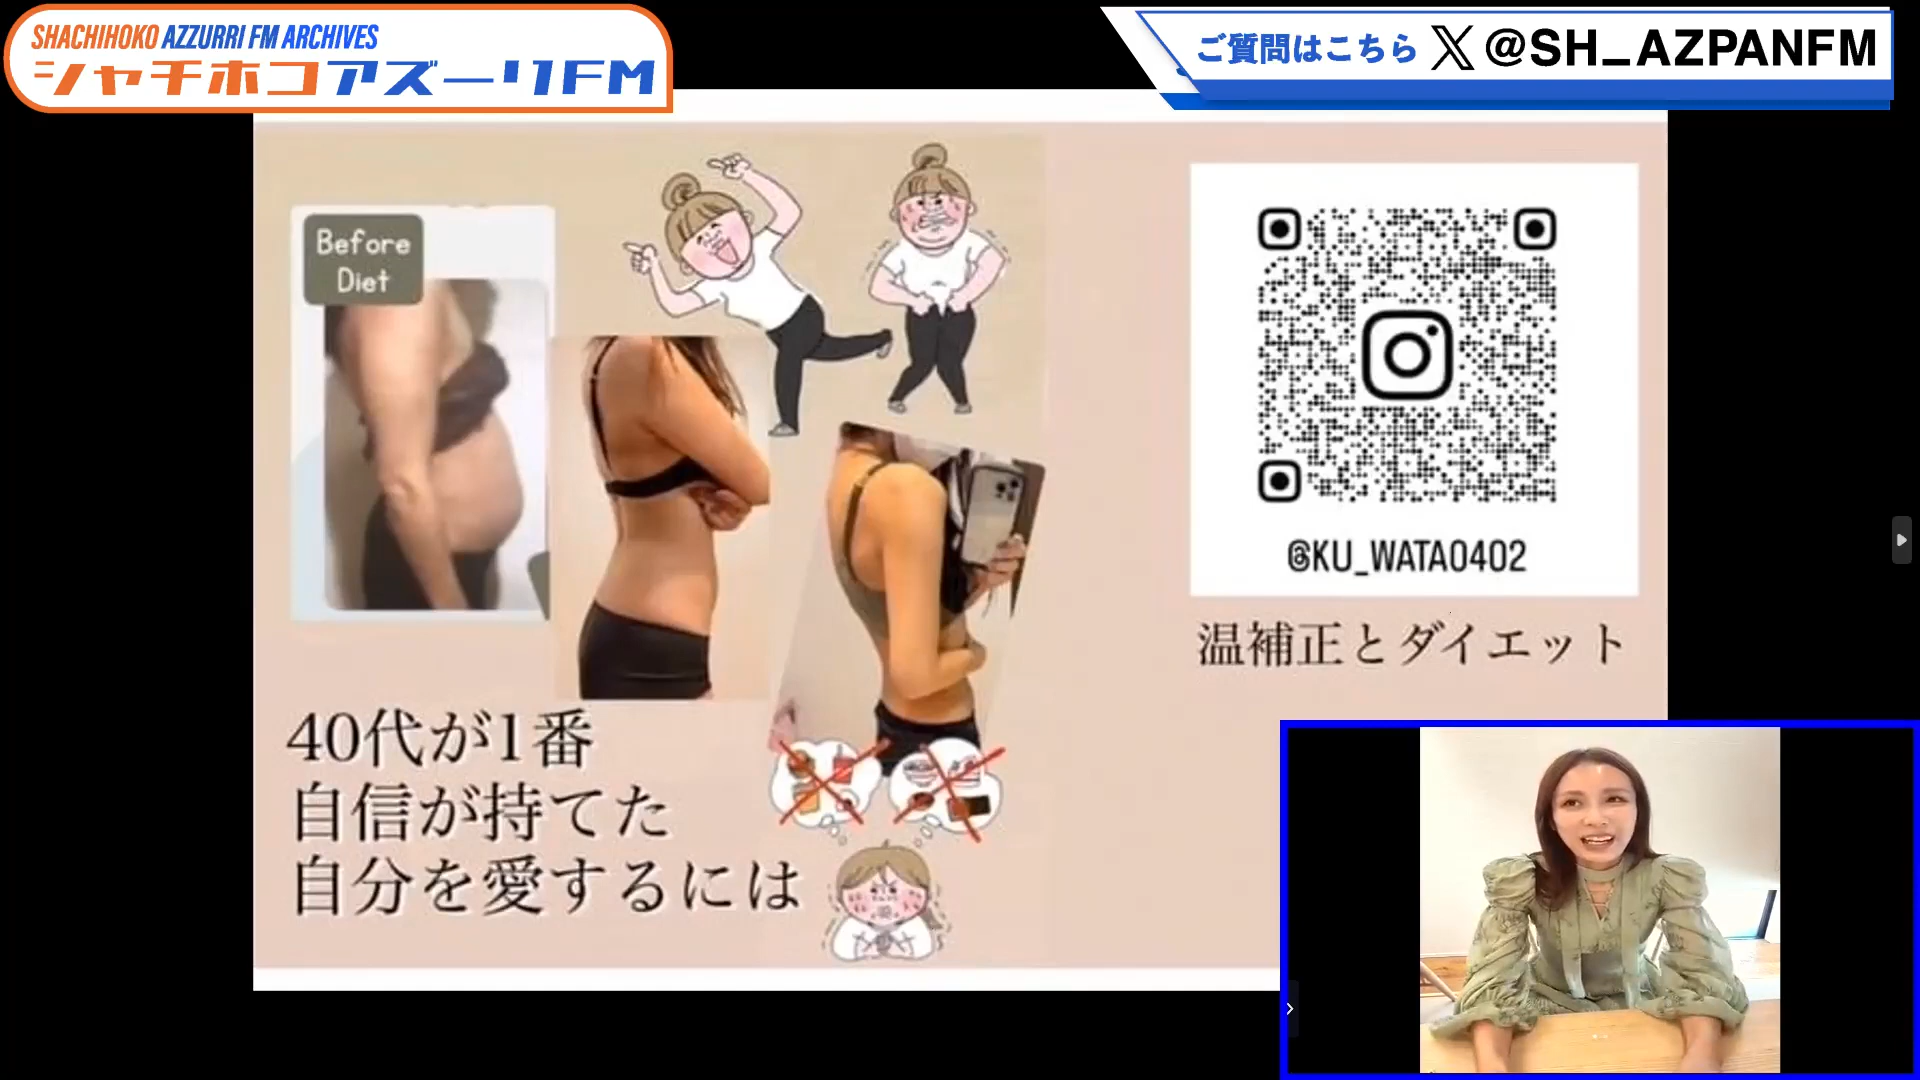 SHACHIHOKO AZZURRI FM ARCHIVES
シャチホコアズーリFM
ご質問はこちら X @SH_AZPANFM
Before
Diet
@KU_WATA0402
温補正とダイエット
40代が1番
自信が持てた
自分を愛するには